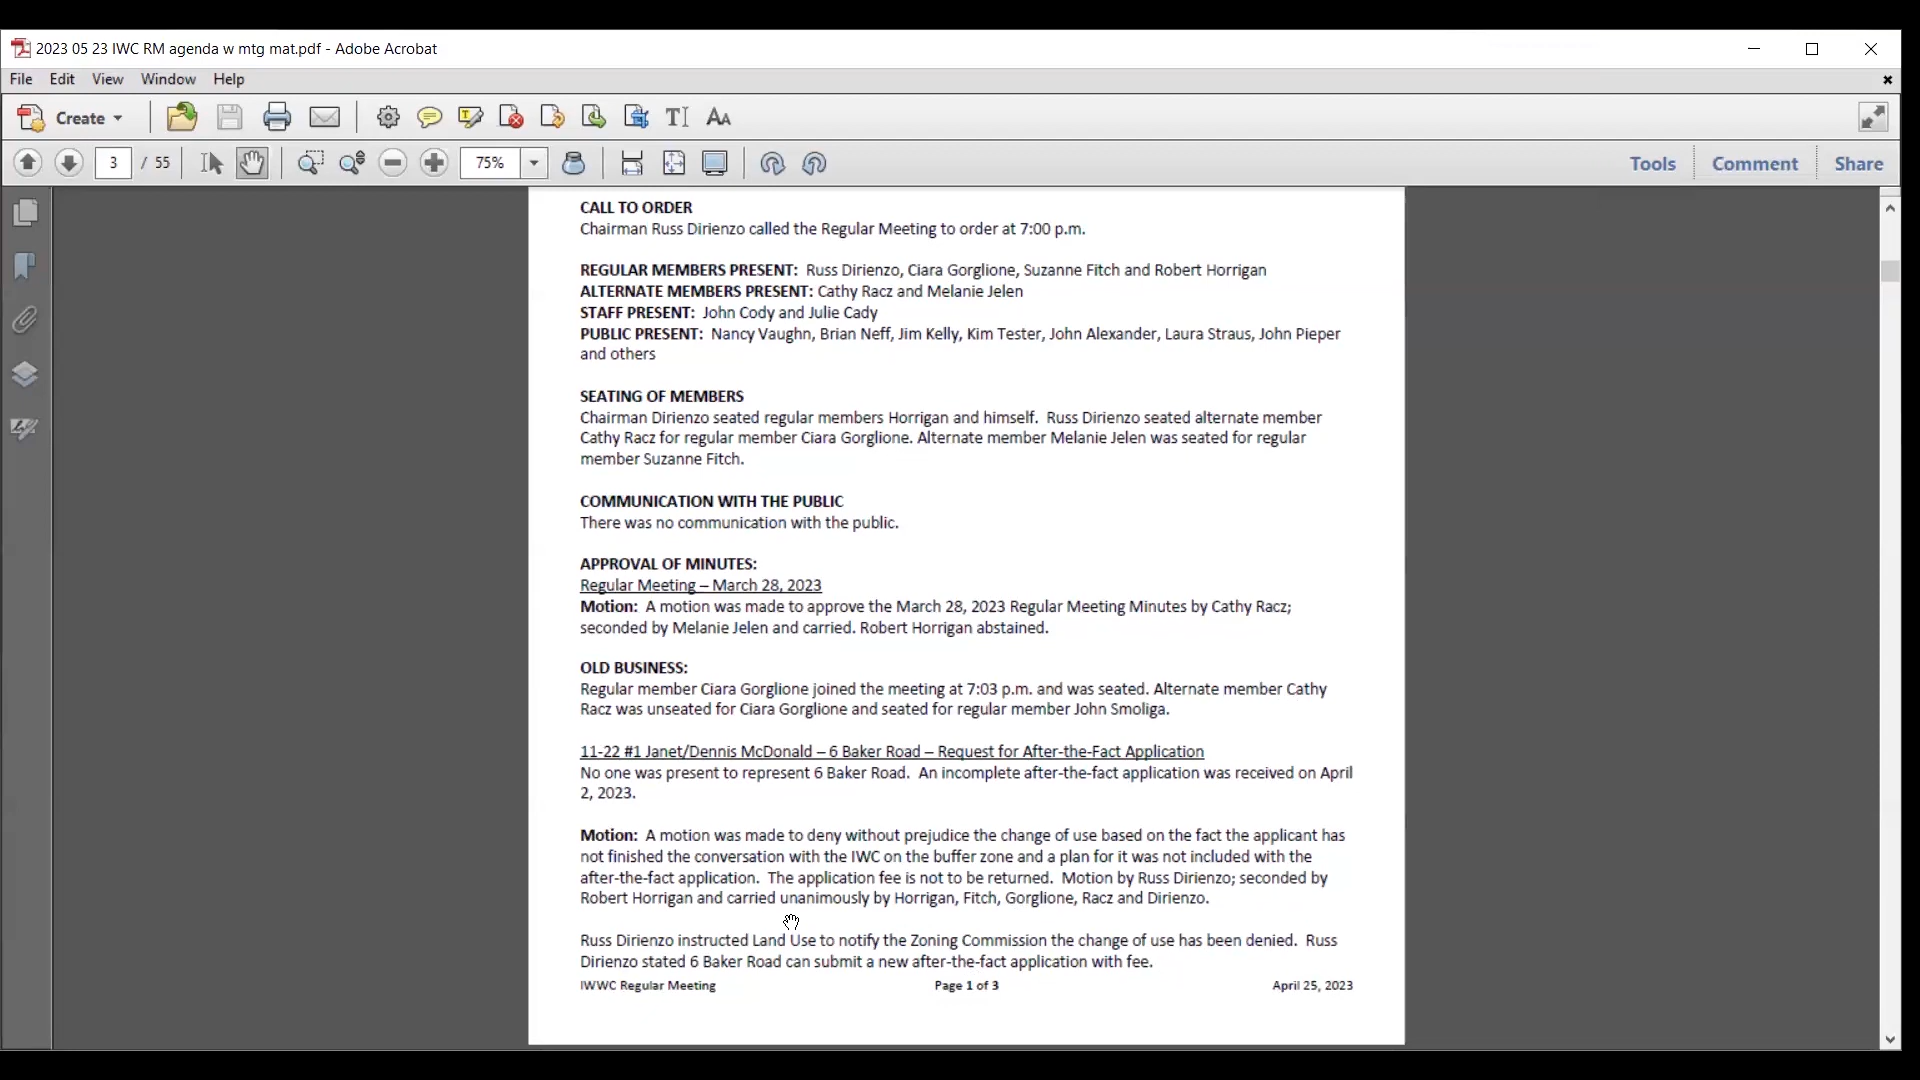 2023 05 23 IWC RM agenda w mtg mat.pdf - Adobe Acrobat
File Edit View Window Help
Create
3 / 55 75% Tools Comment Share
CALL TO ORDER
Chairman Russ Dirienzo called the Regular Meeting to order at 7:00 p.m.
REGULAR MEMBERS PRESENT: Russ Dirienzo, Ciara Gorglione, Suzanne Fitch and Robert Horrigan
ALTERNATE MEMBERS PRESENT: Cathy Racz and Melanie Jelen
STAFF PRESENT: John Cody and Julie Cady
PUBLIC PRESENT: Nancy Vaughn, Brian Neff, Jim Kelly, Kim Tester, John Alexander, Laura Straus, John Pieper
and others
SEATING OF MEMBERS
Chairman Dirienzo seated regular members Horrigan and himself. Russ Dirienzo seated alternate member
Cathy Racz for regular member Ciara Gorglione. Alternate member Melanie Jelen was seated for regular
member Suzanne Fitch.
COMMUNICATION WITH THE PUBLIC
There was no communication with the public.
APPROVAL OF MINUTES:
Regular Meeting – March 28, 2023
Motion: A motion was made to approve the March 28, 2023 Regular Meeting Minutes by Cathy Racz;
seconded by Melanie Jelen and carried. Robert Horrigan abstained.
OLD BUSINESS:
Regular member Ciara Gorglione joined the meeting at 7:03 p.m. and was seated. Alternate member Cathy
Racz was unseated for Ciara Gorglione and seated for regular member John Smoliga.
11-22 #1 Janet/Dennis McDonald – 6 Baker Road – Request for After-the-Fact Application
No one was present to represent 6 Baker Road. An incomplete after-the-fact application was received on April
2, 2023.
Motion: A motion was made to deny without prejudice the change of use based on the fact the applicant has
not finished the conversation with the IWC on the buffer zone and a plan for it was not included with the
after-the-fact application. The application fee is not to be returned. Motion by Russ Dirienzo; seconded by
Robert Horrigan and carried unanimously by Horrigan, Fitch, Gorglione, Racz and Dirienzo.
Russ Dirienzo instructed Land Use to notify the Zoning Commission the change of use has been denied. Russ
Dirienzo stated 6 Baker Road can submit a new after-the-fact application with fee.
IWWC Regular Meeting Page 1 of 3 April 25, 2023